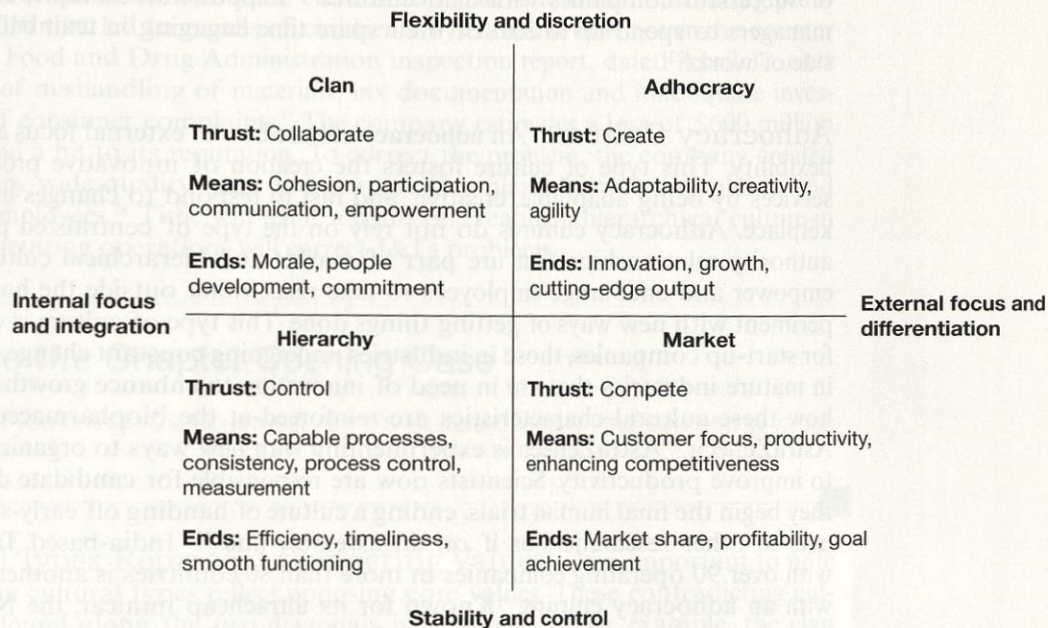 Flexibility and discretion
Clan
Thrust: Collaborate
Means: Cohesion, participation,
communication, empowerment
Ends: Morale, people
development, commitment
Adhocracy
Thrust: Create
Means: Adaptability, creativity,
agility
Ends: Innovation, growth,
cutting-edge output
Internal focus
and integration
External focus and
differentiation
Hierarchy
Thrust: Control
Means: Capable processes,
consistency, process control,
measurement
Ends: Efficiency, timeliness,
smooth functioning
Market
Thrust: Compete
Means: Customer focus, productivity,
enhancing competitiveness
Ends: Market share, profitability, goal
achievement
Stability and control